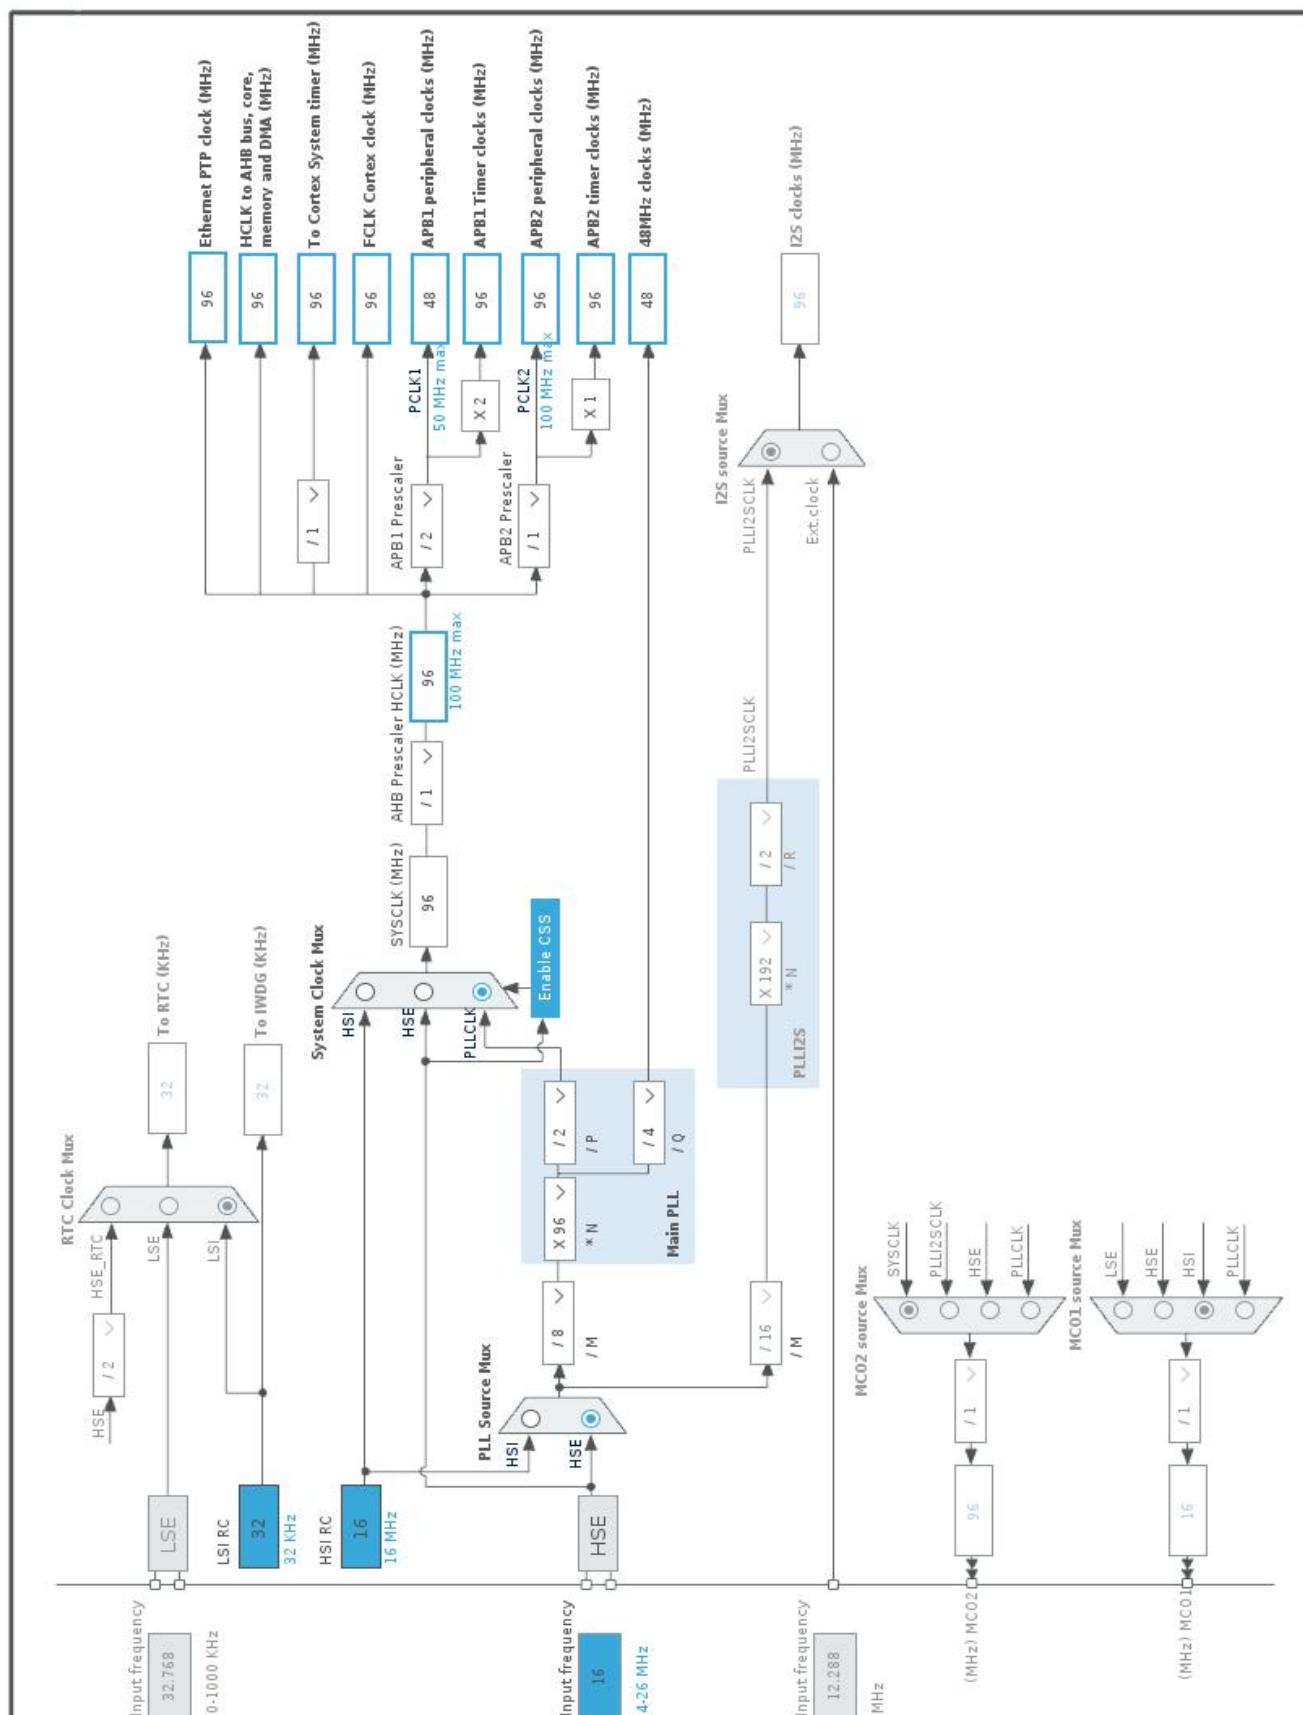 Input frequency
32.768
0-1000 KHz
LSE
HSE
/ 2
HSE_RTC
LSE
LSI
RTC Clock Mux
32
To RTC (KHz)
LSI RC
32
32 KHz
32
To IWDG (KHz)
HSI RC
16
16 MHz
System Clock Mux
HSI
HSE
PLLCLK
Enable CSS
SYSCLK (MHz)
96
AHB Prescaler
/ 1
HCLK (MHz)
96
100 MHz max
96
Ethernet PTP clock (MHz)
96
HCLK to AHB bus, core,
memory and DMA (MHz)
/ 1
96
To Cortex System timer (MHz)
96
FCLK Cortex clock (MHz)
APB1 Prescaler
/ 2
PCLK1
50 MHz max
48
APB1 peripheral clocks (MHz)
X 2
96
APB1 Timer clocks (MHz)
APB2 Prescaler
/ 1
PCLK2
100 MHz max
96
APB2 peripheral clocks (MHz)
X 1
96
APB2 timer clocks (MHz)
48
48MHz clocks (MHz)
Input frequency
16
4-26 MHz
HSE
PLL Source Mux
HSI
HSE
/ 8
/ M
X 96
* N
/ 2
/ P
/ 4
/ Q
Main PLL
/ 16
/ M
X 192
* N
/ 2
/ R
PLLI2S
PLLI2SCLK
PLLI2SCLK
Ext.clock
I2S source Mux
96
I2S clocks (MHz)
Input frequency
12.288
MHz
MCO2 source Mux
SYSCLK
PLLI2SCLK
HSE
PLLCLK
/ 1
96
(MHz) MCO2
MCO1 source Mux
LSE
HSE
HSI
PLLCLK
/ 1
16
(MHz) MCO1